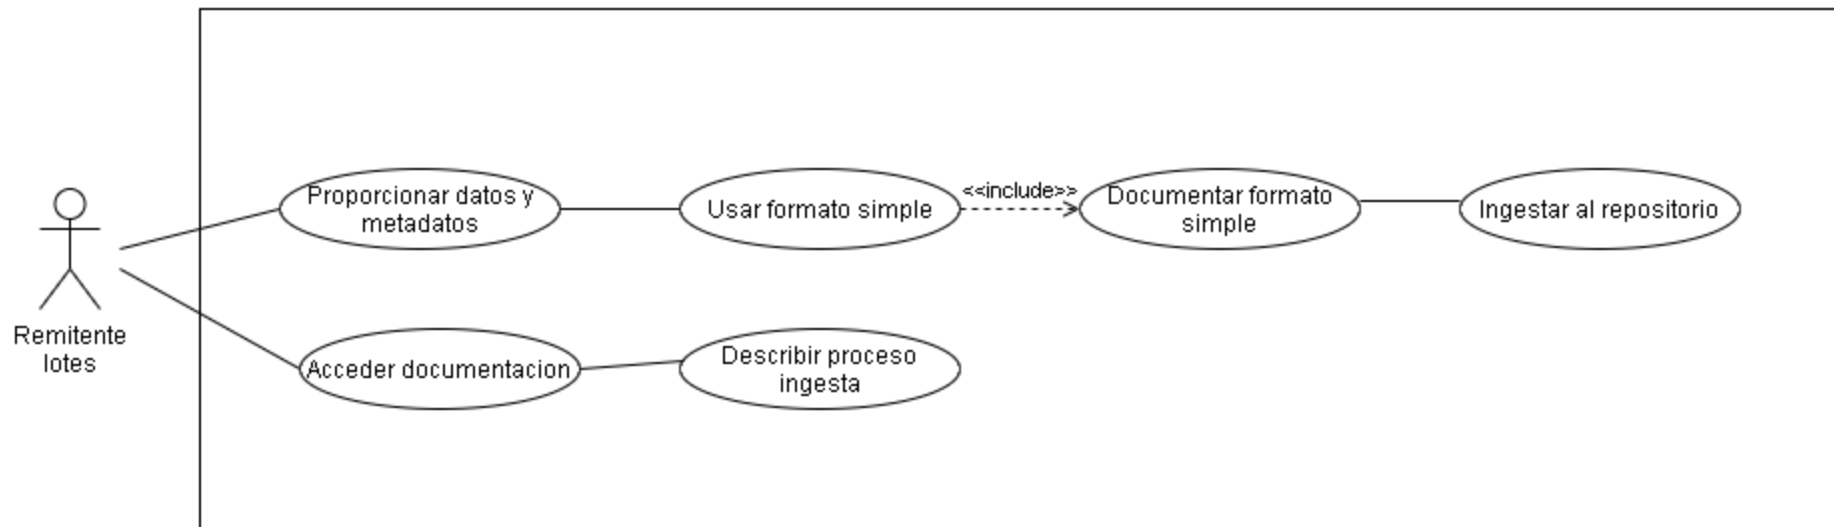 Proporcionar datos y
metadatos
Usar formato simple
<<include>>
Documentar formato
simple
Ingestar al repositorio
Remitente
lotes
Acceder documentacion
Describir proceso
ingesta